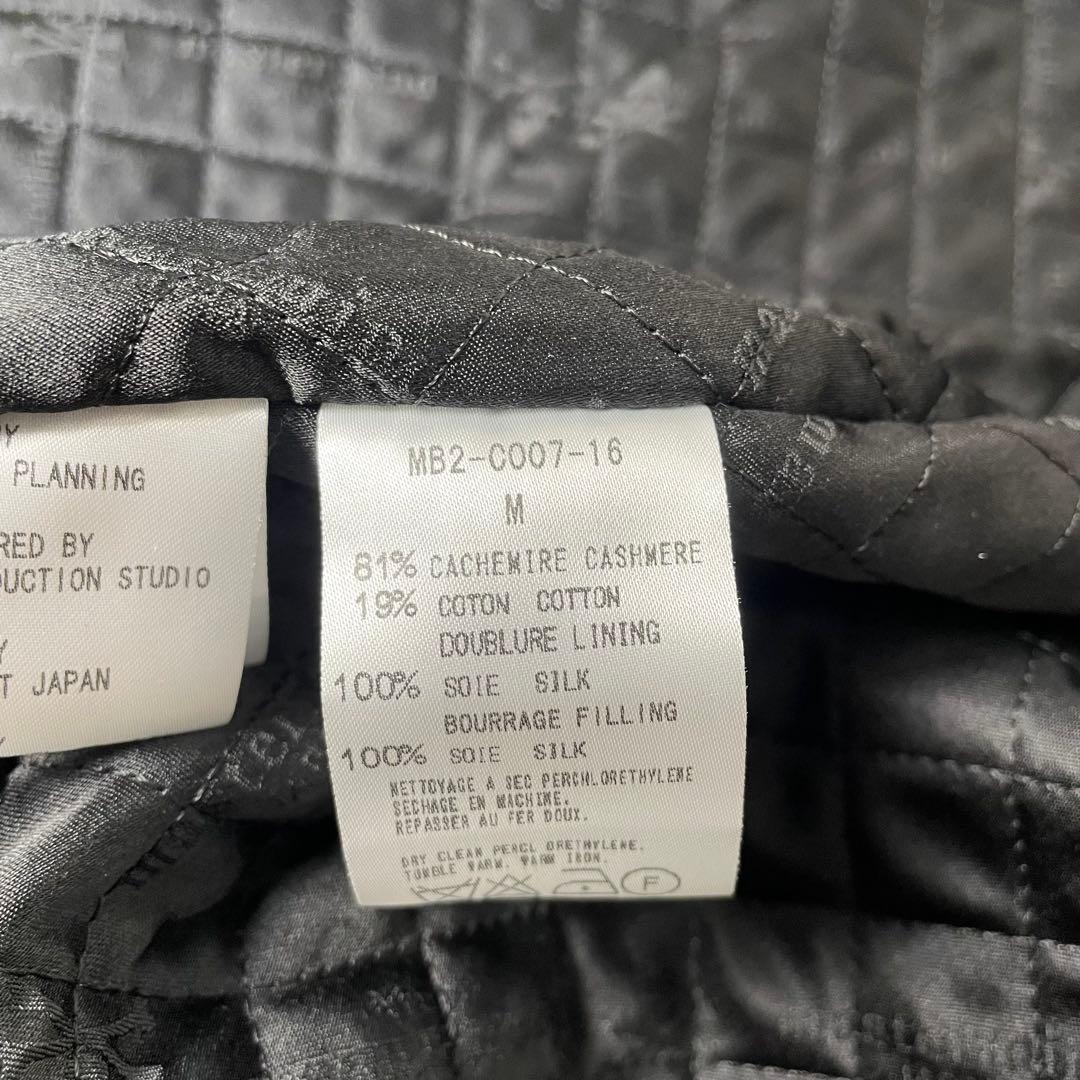 Y
PLANNING
RED BY
DUCTION STUDIO
Y
T JAPAN
MB2-C007-16
M
81% CACHEMIRE CASHMERE
19% COTON COTTON
DOUBLURE LINING
100% SOIE SILK
BOURRAGE FILLING
100% SOIE SILK
NETTOYAGE A SEC PERCHLORETHYLENE
SECHAGE EN MACHINE.
REPASSER AU FER DOUX.
DRY CLEAN PERCL ORETHYLENE.
TUMBLE WARM. WARM IRON.
F